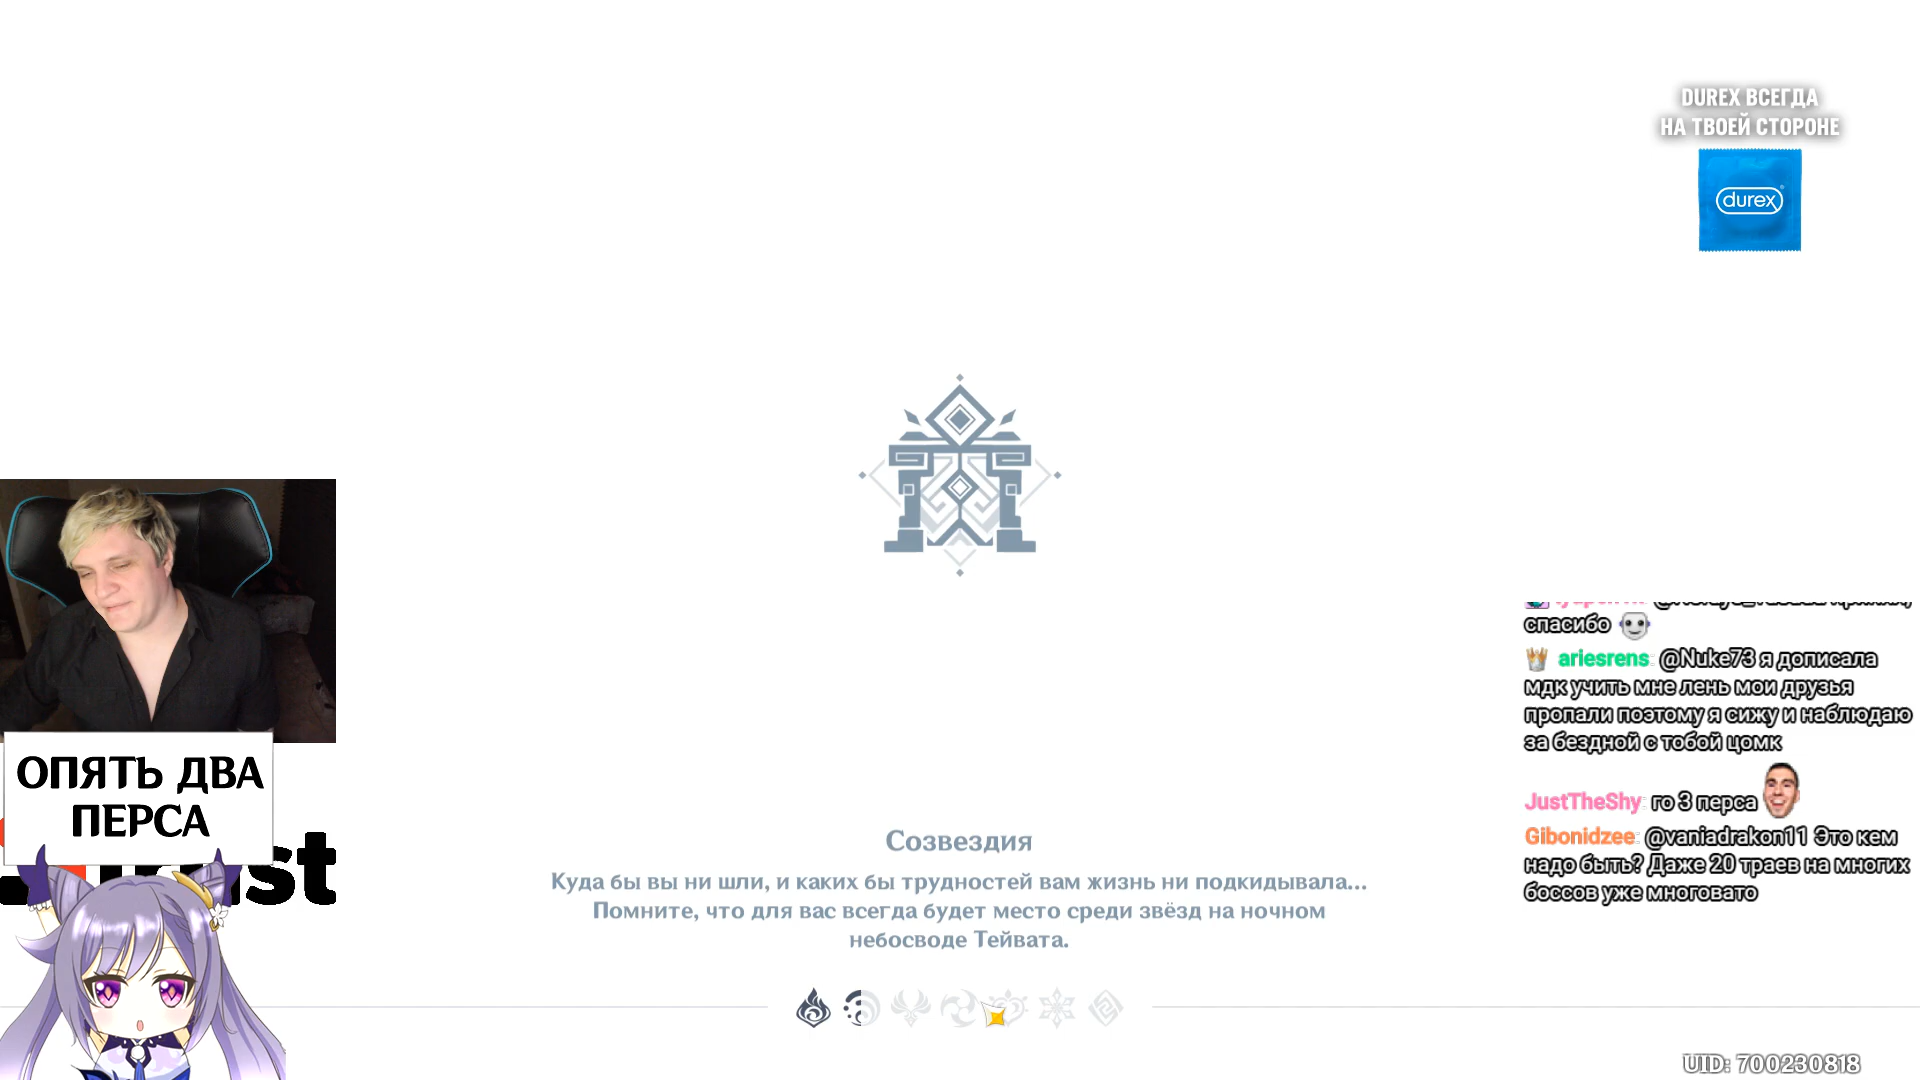 DUREX ВСЕГДА
НА ТВОЕЙ СТОРОНЕ
durex
спасибо
ariesrens: @Nuke73 я дописала
мдк учить мне лень мои друзья
пропали поэтому я сижу и наблюдаю
за бездной с тобой цомк
JustTheShy: го 3 перса
Gibonidzee: @vaniadrakon11 Это кем
надо быть? Даже 20 траев на многих
боссов уже многовато
ОПЯТЬ ДВА
ПЕРСА
st
Созвездия
Куда бы вы ни шли, и каких бы трудностей вам жизнь ни подкидывала...
Помните, что для вас всегда будет место среди звёзд на ночном
небосводе Тейвата.
UID: 700230818